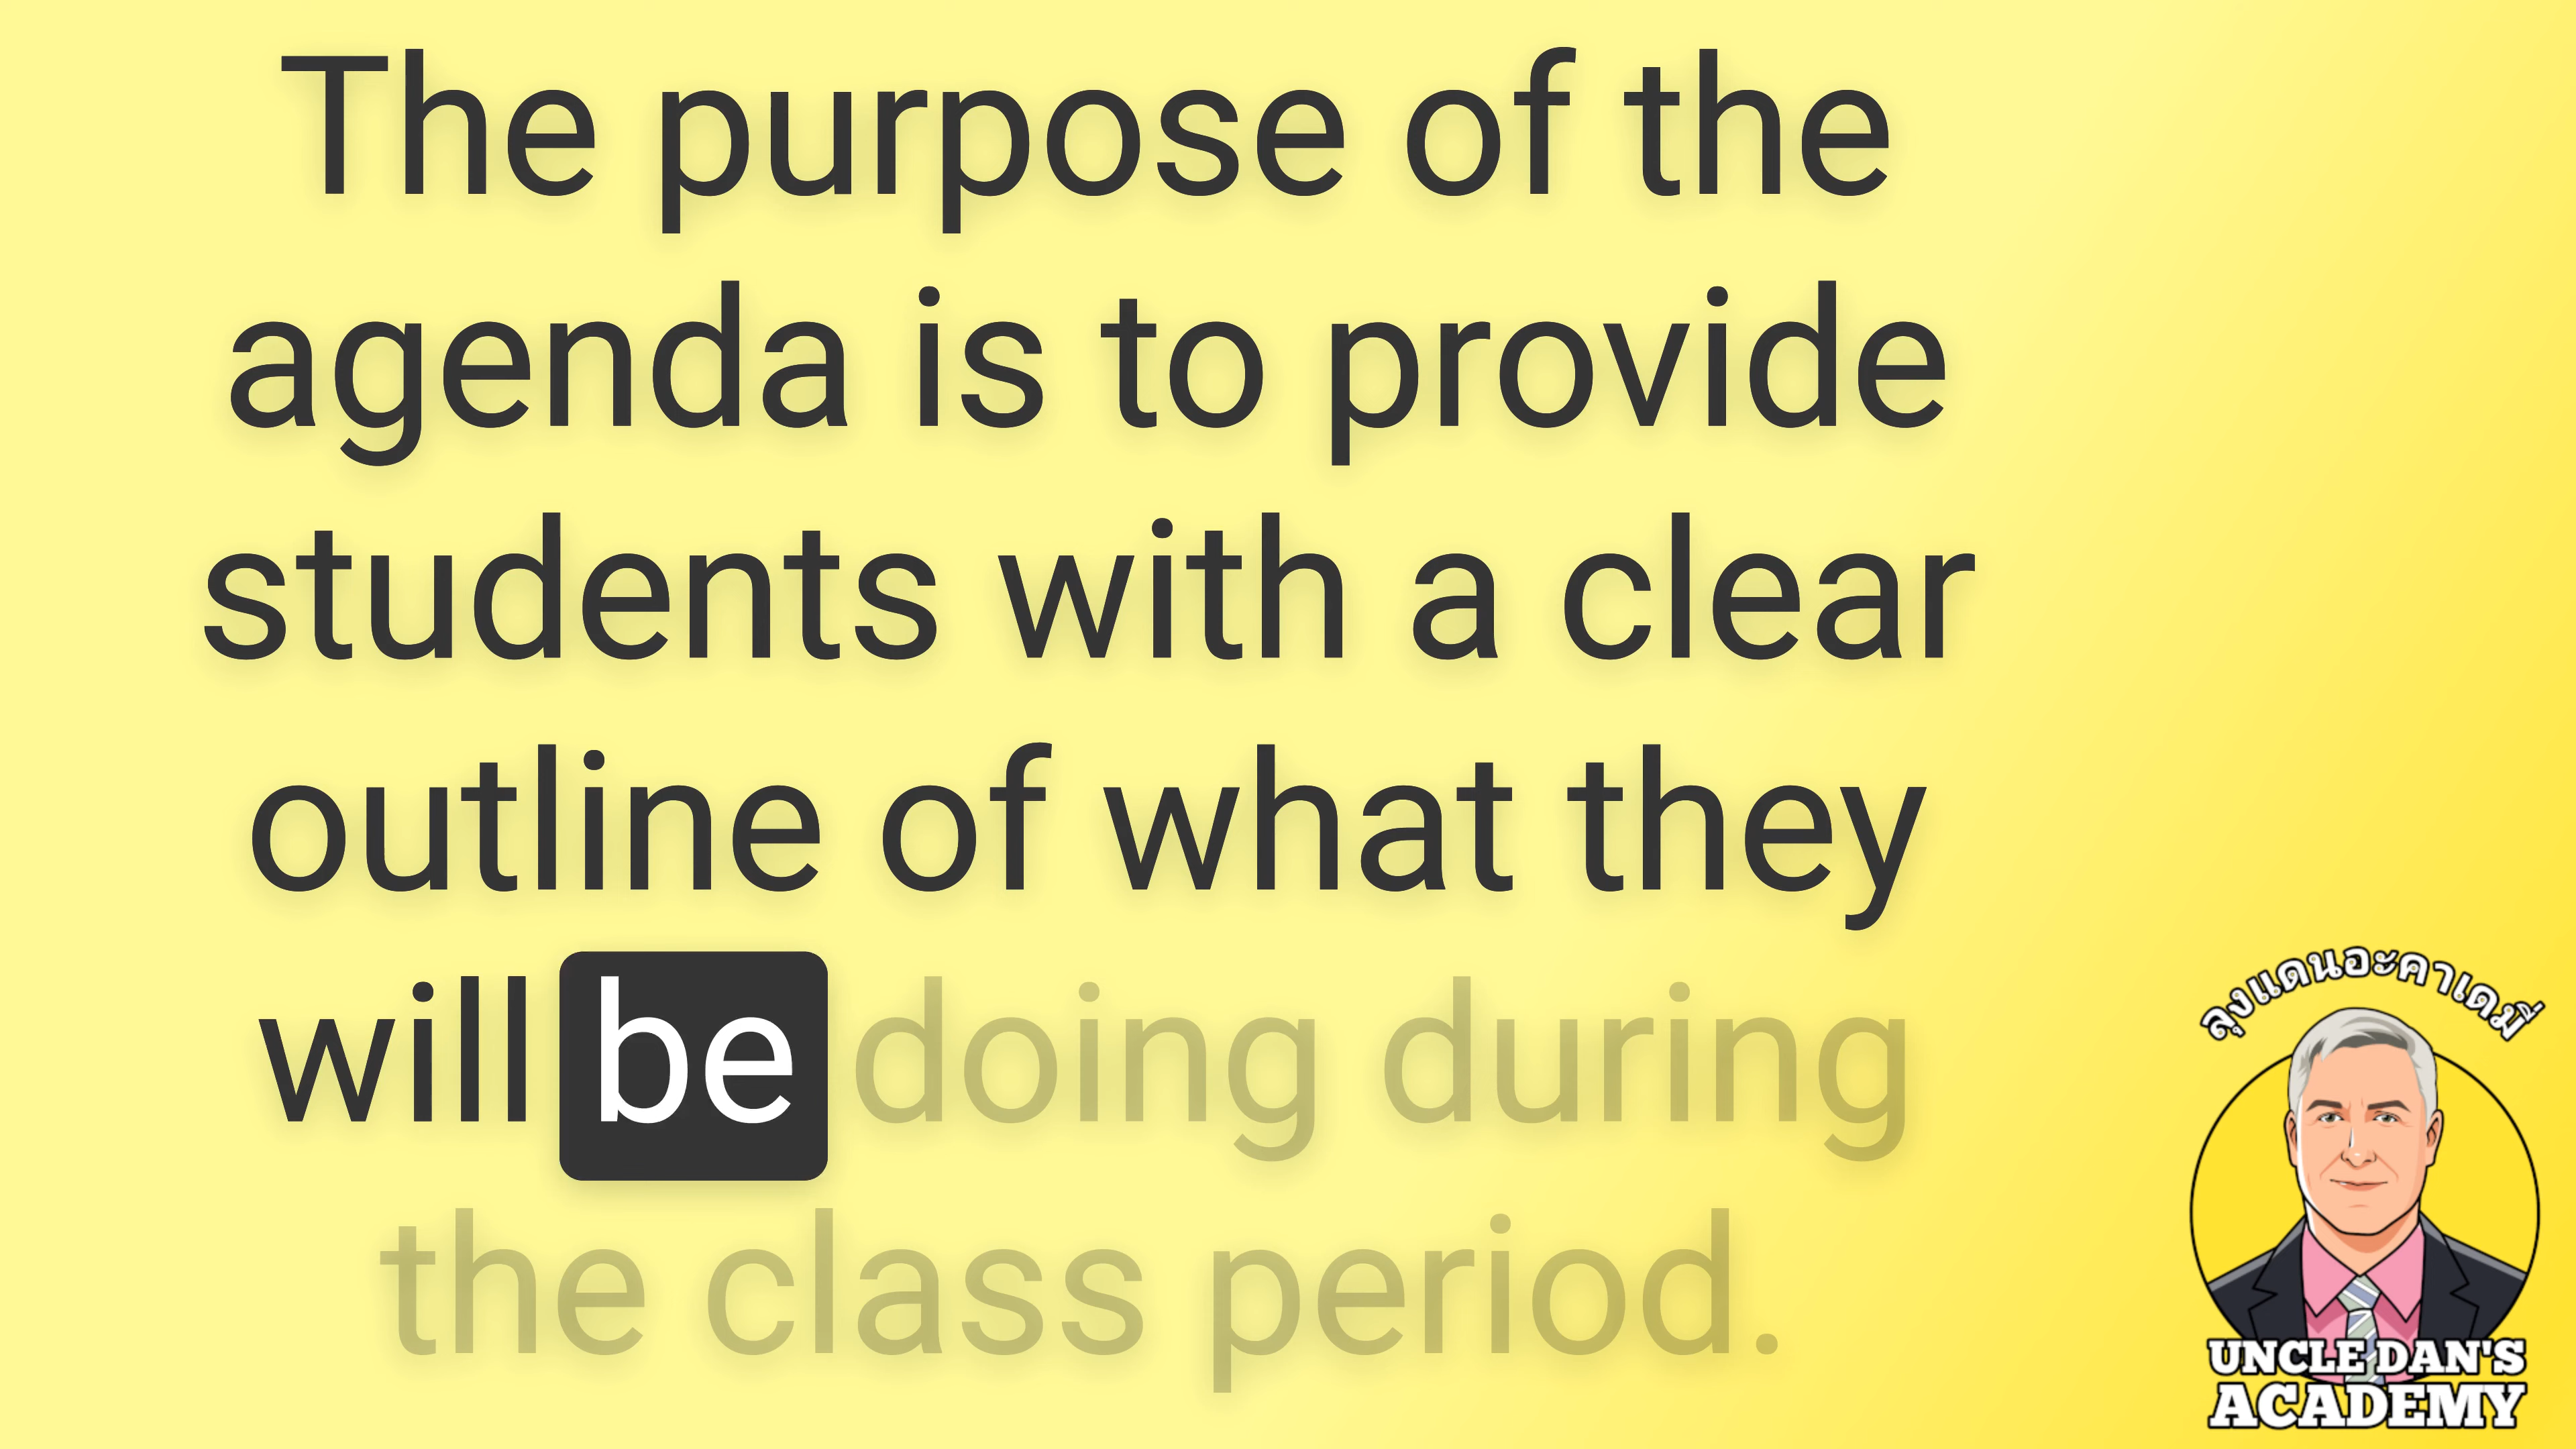 The purpose of the
agenda is to provide
students with a clear
outline of what they
will be doing during
the class period.
ลุงแดนอะคาเดมี่
UNCLE DAN'S
ACADEMY